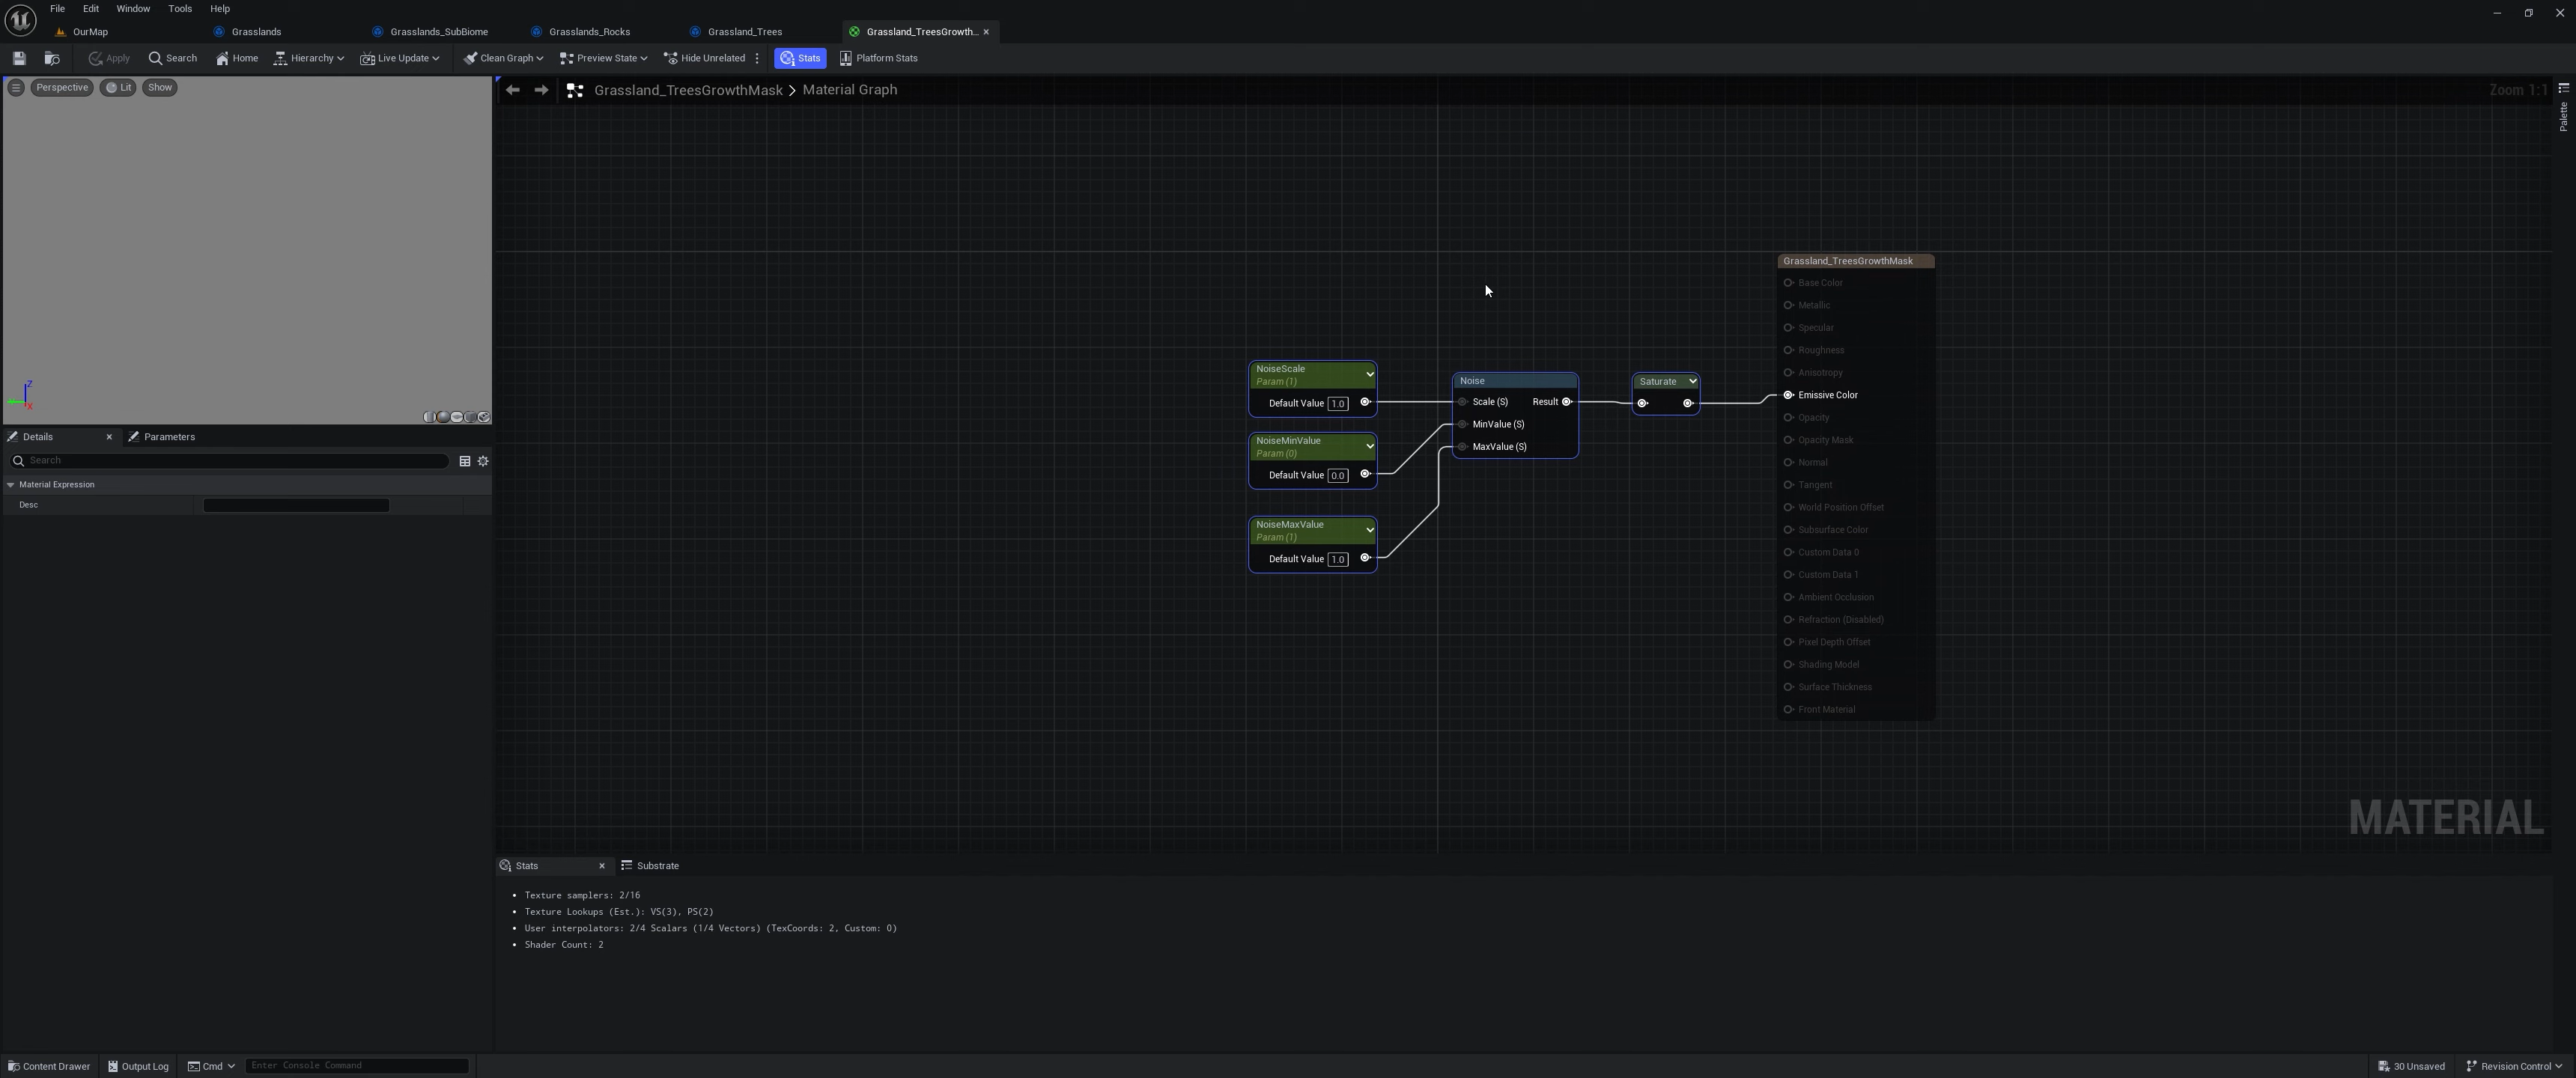 File Edit Window Tools Help
OurMap Grasslands Grasslands_SubBiome Grasslands_Rocks Grassland_Trees Grassland_TreesGrowth...
Apply Search Home Hierarchy Live Update Clean Graph Preview State Hide Unrelated Stats Platform Stats
Perspective Lit Show
Grassland_TreesGrowthMask > Material Graph
Zoom 1:1
Palette
Z
X
Grassland_TreesGrowthMask
Base Color
Metallic
Specular
Roughness
Anisotropy
Emissive Color
Opacity
Opacity Mask
Normal
Tangent
World Position Offset
Subsurface Color
Custom Data 0
Custom Data 1
Ambient Occlusion
Refraction (Disabled)
Pixel Depth Offset
Shading Model
Surface Thickness
Front Material
NoiseScale
Param (1)
Default Value 1.0
NoiseMinValue
Param (0)
Default Value 0.0
NoiseMaxValue
Param (1)
Default Value 1.0
Noise
Scale (S) Result
MinValue (S)
MaxValue (S)
Saturate
MATERIAL
Details Parameters
Search
Material Expression
Desc
Stats Substrate
Texture samplers: 2/16
Texture Lookups (Est.): VS(3), PS(2)
User interpolators: 2/4 Scalars (1/4 Vectors) (TexCoords: 2, Custom: 0)
Shader Count: 2
Content Drawer Output Log Cmd Enter Console Command 30 Unsaved Revision Control